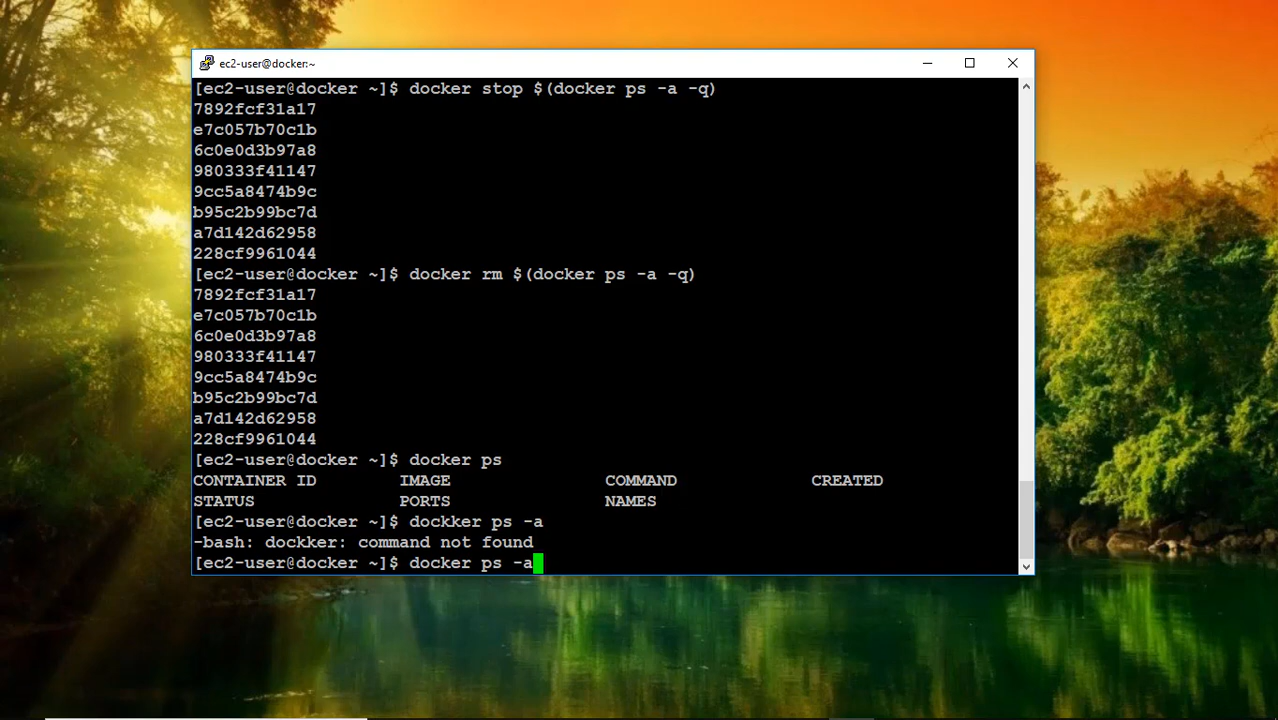 ec2-user@docker:~
[ec2-user@docker ~]$ docker stop $(docker ps -a -q)
7892fcf31a17
e7c057b70c1b
6c0e0d3b97a8
980333f41147
9cc5a8474b9c
b95c2b99bc7d
a7d142d62958
228cf9961044
[ec2-user@docker ~]$ docker rm $(docker ps -a -q)
7892fcf31a17
e7c057b70c1b
6c0e0d3b97a8
980333f41147
9cc5a8474b9c
b95c2b99bc7d
a7d142d62958
228cf9961044
[ec2-user@docker ~]$ docker ps
CONTAINER ID        IMAGE               COMMAND             CREATED
STATUS              PORTS               NAMES
[ec2-user@docker ~]$ dockker ps -a
-bash: dockker: command not found
[ec2-user@docker ~]$ docker ps -a